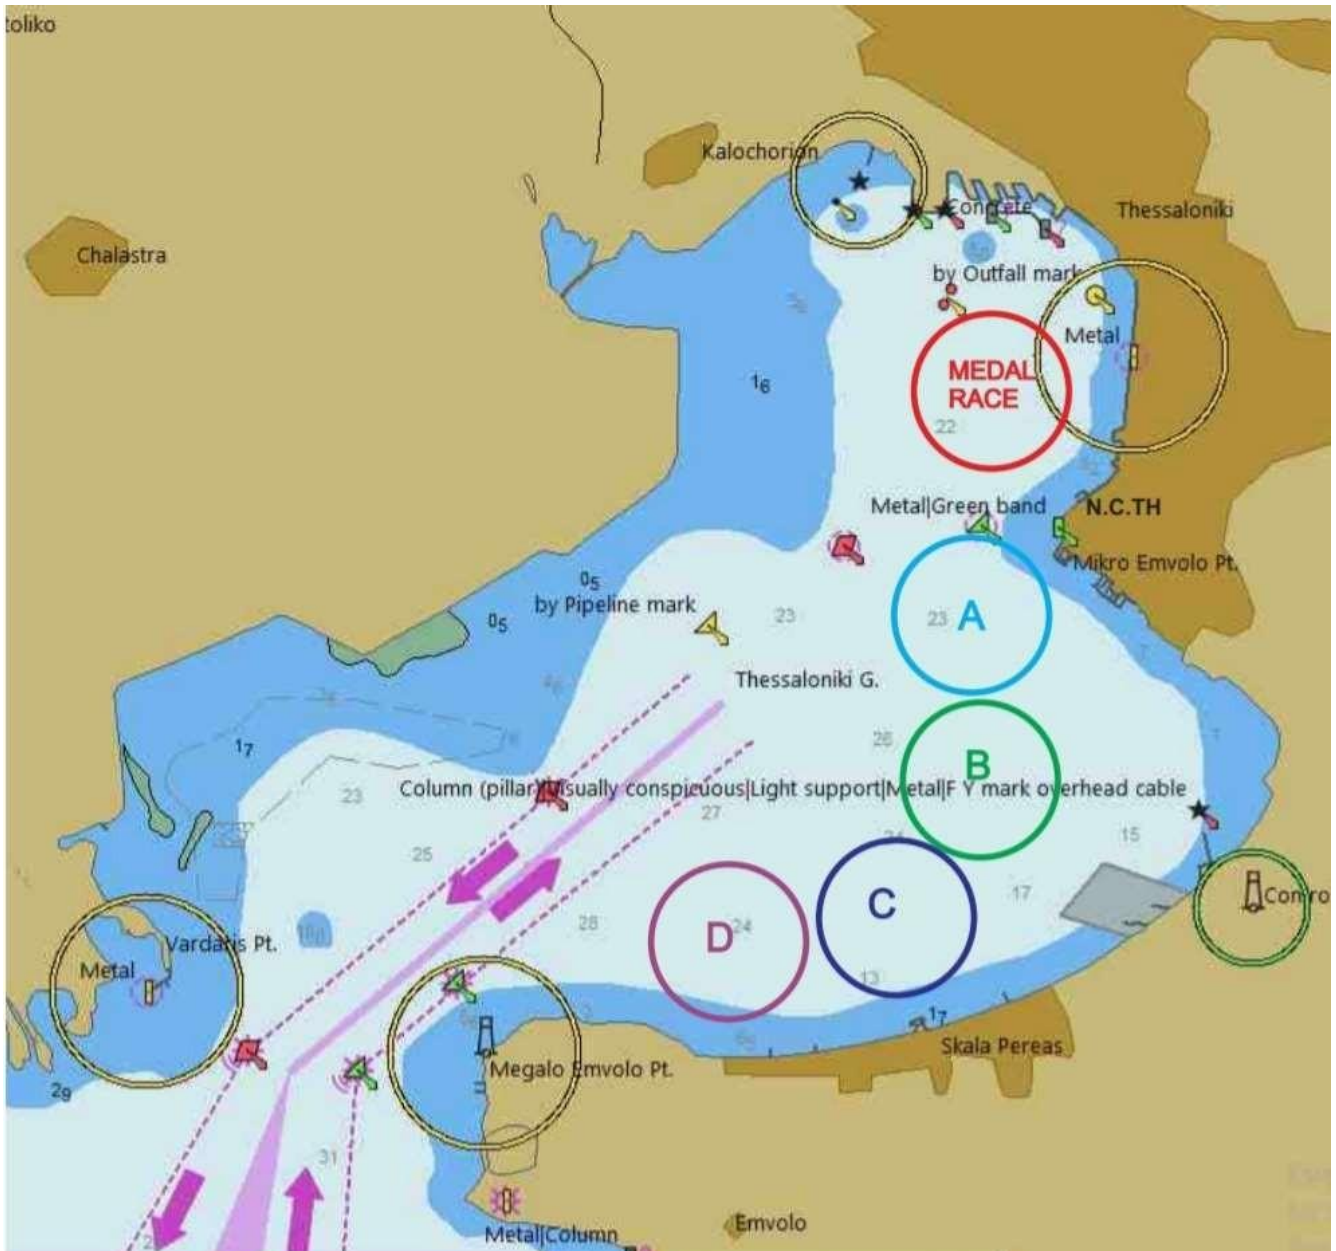 toliko
Kalochorion
Concrete
Thessaloniki
Chalastra
by Outfall mark
Metal
MEDAL
RACE
1₆
22
Metal|Green band
N.C.TH
Mikro Emvolo Pt.
0₅
by Pipeline mark
0₅
23
23
A
Thessaloniki G.
1₇
26
B
Column (pillar)|Visually conspicuous|Light support|Metal|F Y mark overhead cable
23
27
15
25
17
C
Contro
28
D
24
Vardaris Pt.
Metal
13
1₇
Skala Pereas
Megalo Emvolo Pt.
2₉
31
Metal|Column
Emvolo